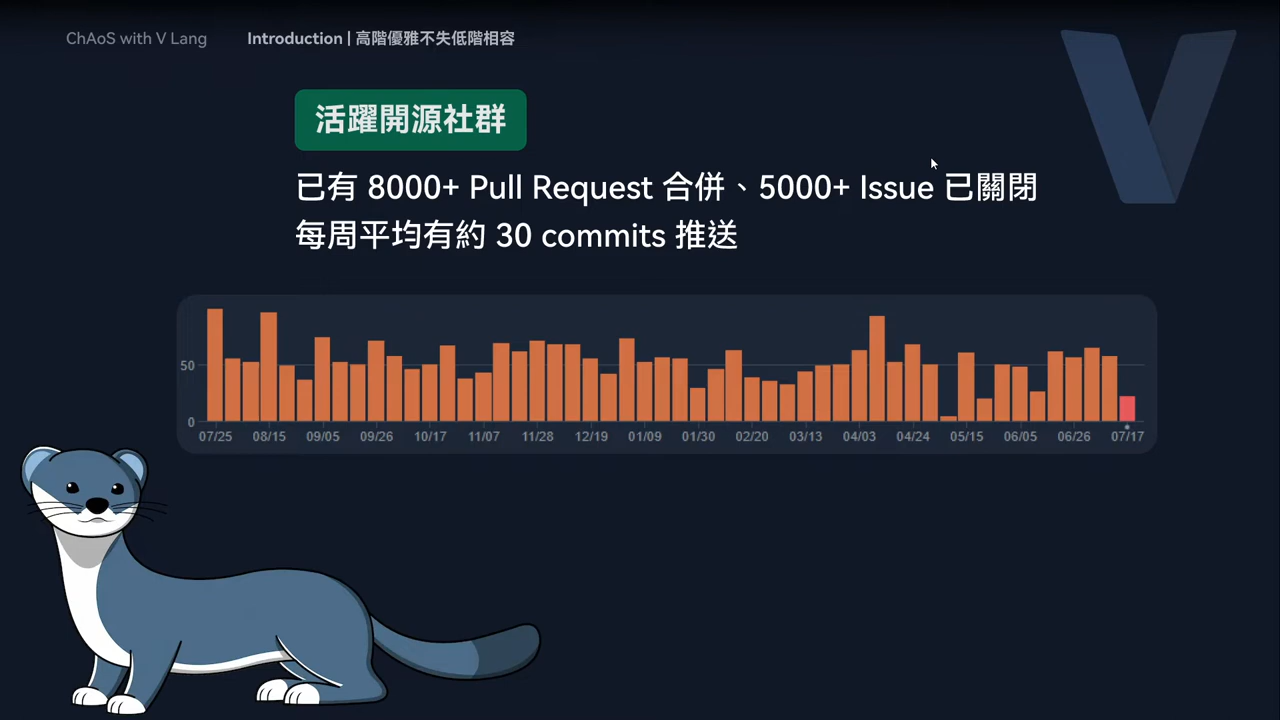 ChAoS with V Lang
Introduction | 高階優雅不失低階相容
活躍開源社群
已有 8000+ Pull Request 合併、5000+ Issue 已關閉
每周平均有約 30 commits 推送
50
0
07/25 08/15 09/05 09/26 10/17 11/07 11/28 12/19 01/09 01/30 02/20 03/13 04/03 04/24 05/15 06/05 06/26 07/17